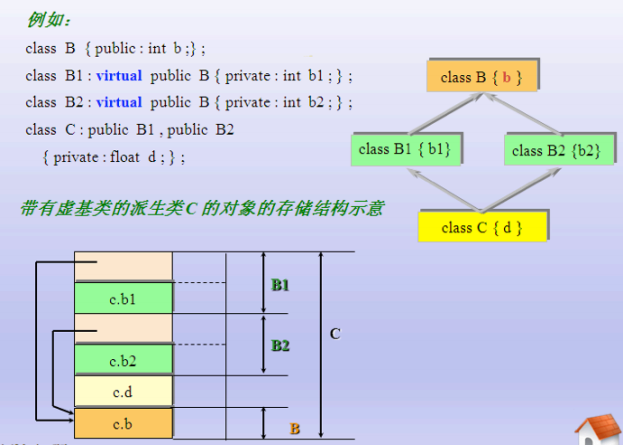 例如：
class B { public : int b ;} ;
class B1 : virtual public B { private : int b1 ; } ;
class B2 : virtual public B { private : int b2 ; } ;
class C : public B1 , public B2
{ private : float d ; } ;
class B { b }
class B1 { b1}
class B2 {b2}
class C { d }
带有虚基类的派生类C 的对象的存储结构示意
B1
c.b1
B2
C
c.b2
c.d
c.b
B